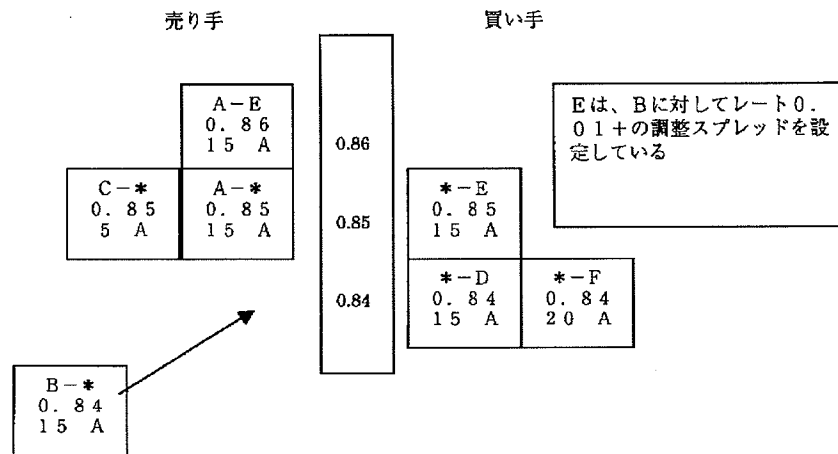 売り手
買い手
A－E
0．86
15 A
0.86
Eは、Bに対してレート0．
01＋の調整スプレッドを設
定している
C－*
0．85
5 A
A－*
0．85
15 A
0.85
*－E
0．85
15 A
0.84
*－D
0．84
15 A
*－F
0．84
20 A
B－*
0．84
15 A